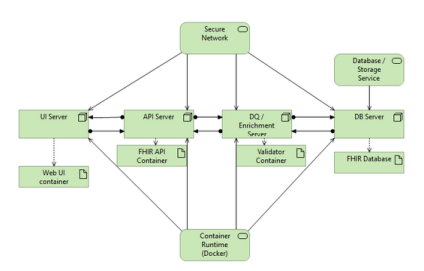 Secure
Network
Database /
Storage
Service
UI Server
API Server
DQ /
Enrichment
Server
DB Server
FHIR API
Container
Validator
Container
FHIR Database
Web UI
container
Container
Runtime
(Docker)